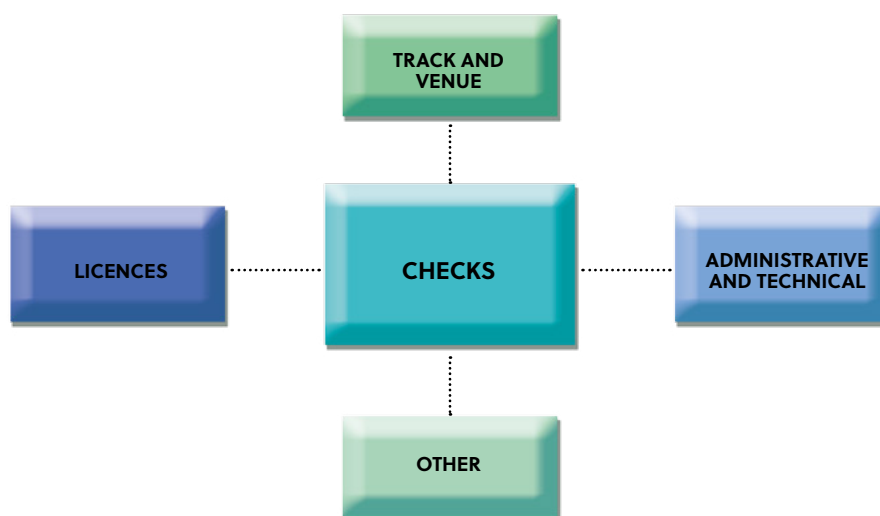 TRACK AND
VENUE
LICENCES
CHECKS
ADMINISTRATIVE
AND TECHNICAL
OTHER